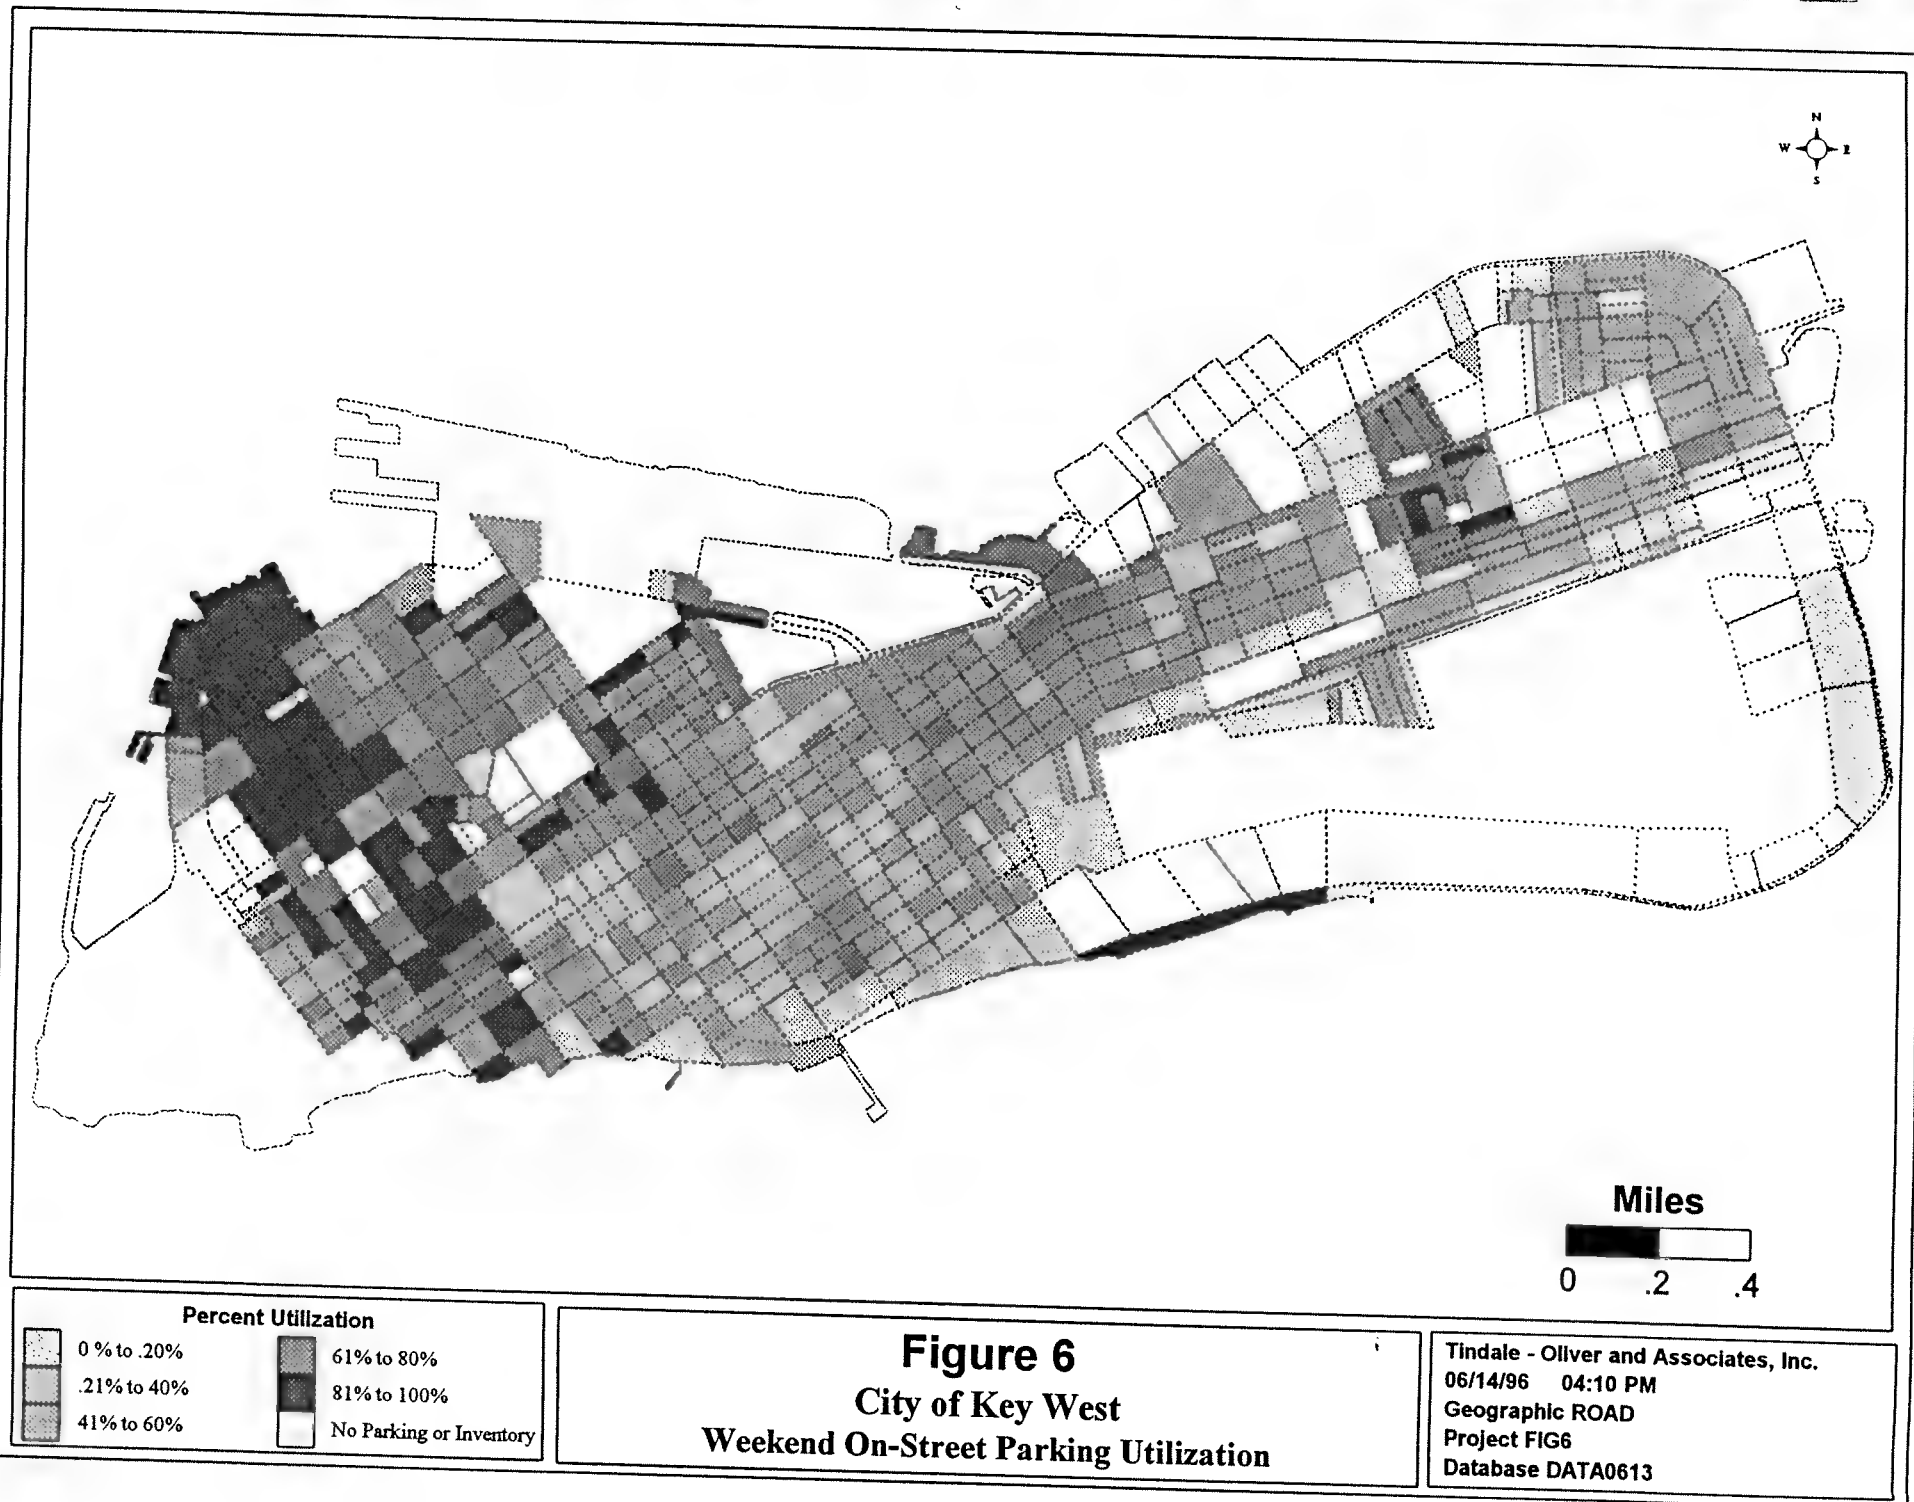 N
W E
S
Miles
0 .2 .4
Percent Utilization
0 % to .20%
.21% to 40%
41% to 60%
61% to 80%
81% to 100%
No Parking or Inventory
Figure 6
City of Key West
Weekend On-Street Parking Utilization
Tindale - Oliver and Associates, Inc.
06/14/96 04:10 PM
Geographic ROAD
Project FIG6
Database DATA0613